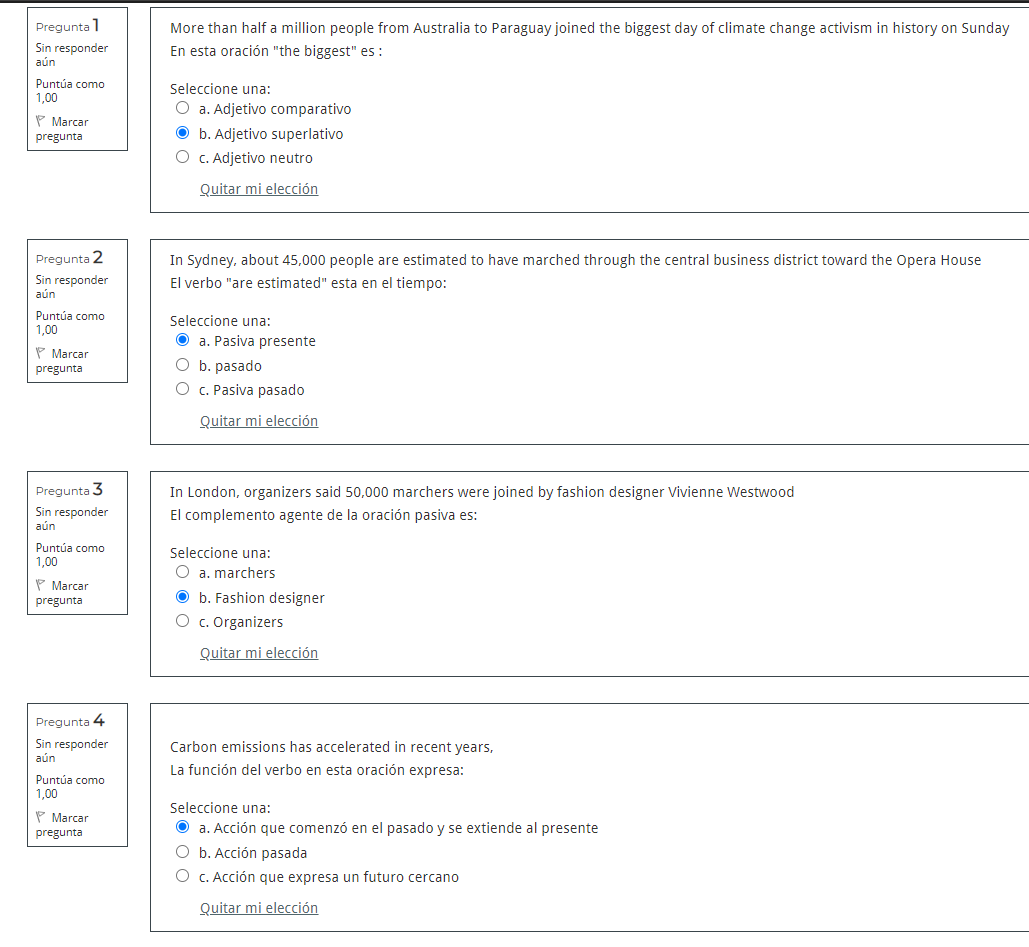 Pregunta 1
Sin responder
aún
Puntúa como
1,00
Marcar
pregunta
More than half a million people from Australia to Paraguay joined the biggest day of climate change activism in history on Sunday
En esta oración "the biggest" es :
Seleccione una:
a. Adjetivo comparativo
b. Adjetivo superlativo
c. Adjetivo neutro
Quitar mi elección
Pregunta 2
Sin responder
aún
Puntúa como
1,00
Marcar
pregunta
In Sydney, about 45,000 people are estimated to have marched through the central business district toward the Opera House
El verbo "are estimated" esta en el tiempo:
Seleccione una:
a. Pasiva presente
b. pasado
c. Pasiva pasado
Quitar mi elección
Pregunta 3
Sin responder
aún
Puntúa como
1,00
Marcar
pregunta
In London, organizers said 50,000 marchers were joined by fashion designer Vivienne Westwood
El complemento agente de la oración pasiva es:
Seleccione una:
a. marchers
b. Fashion designer
c. Organizers
Quitar mi elección
Pregunta 4
Sin responder
aún
Puntúa como
1,00
Marcar
pregunta
Carbon emissions has accelerated in recent years,
La función del verbo en esta oración expresa:
Seleccione una:
a. Acción que comenzó en el pasado y se extiende al presente
b. Acción pasada
c. Acción que expresa un futuro cercano
Quitar mi elección